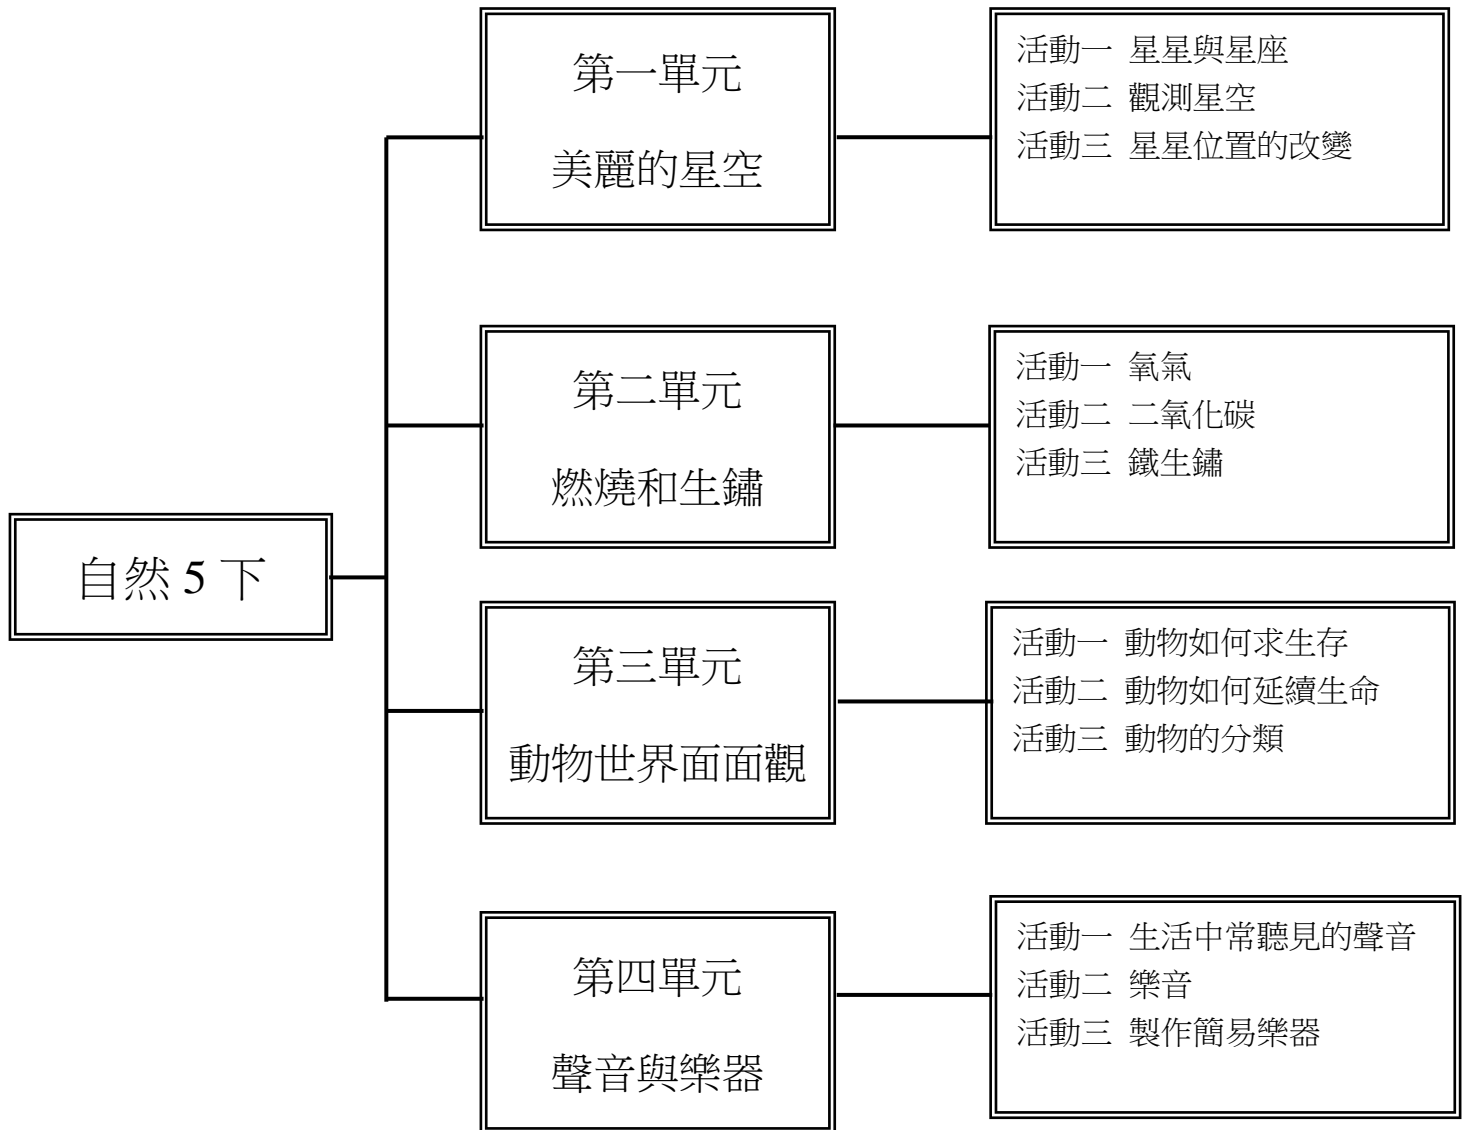 自然 5 下
第一單元
美麗的星空
活動一 星星與星座
活動二 觀測星空
活動三 星星位置的改變
第二單元
燃燒和生鏽
活動一 氧氣
活動二 二氧化碳
活動三 鐵生鏽
第三單元
動物世界面面觀
活動一 動物如何求生存
活動二 動物如何延續生命
活動三 動物的分類
第四單元
聲音與樂器
活動一 生活中常聽見的聲音
活動二 樂音
活動三 製作簡易樂器